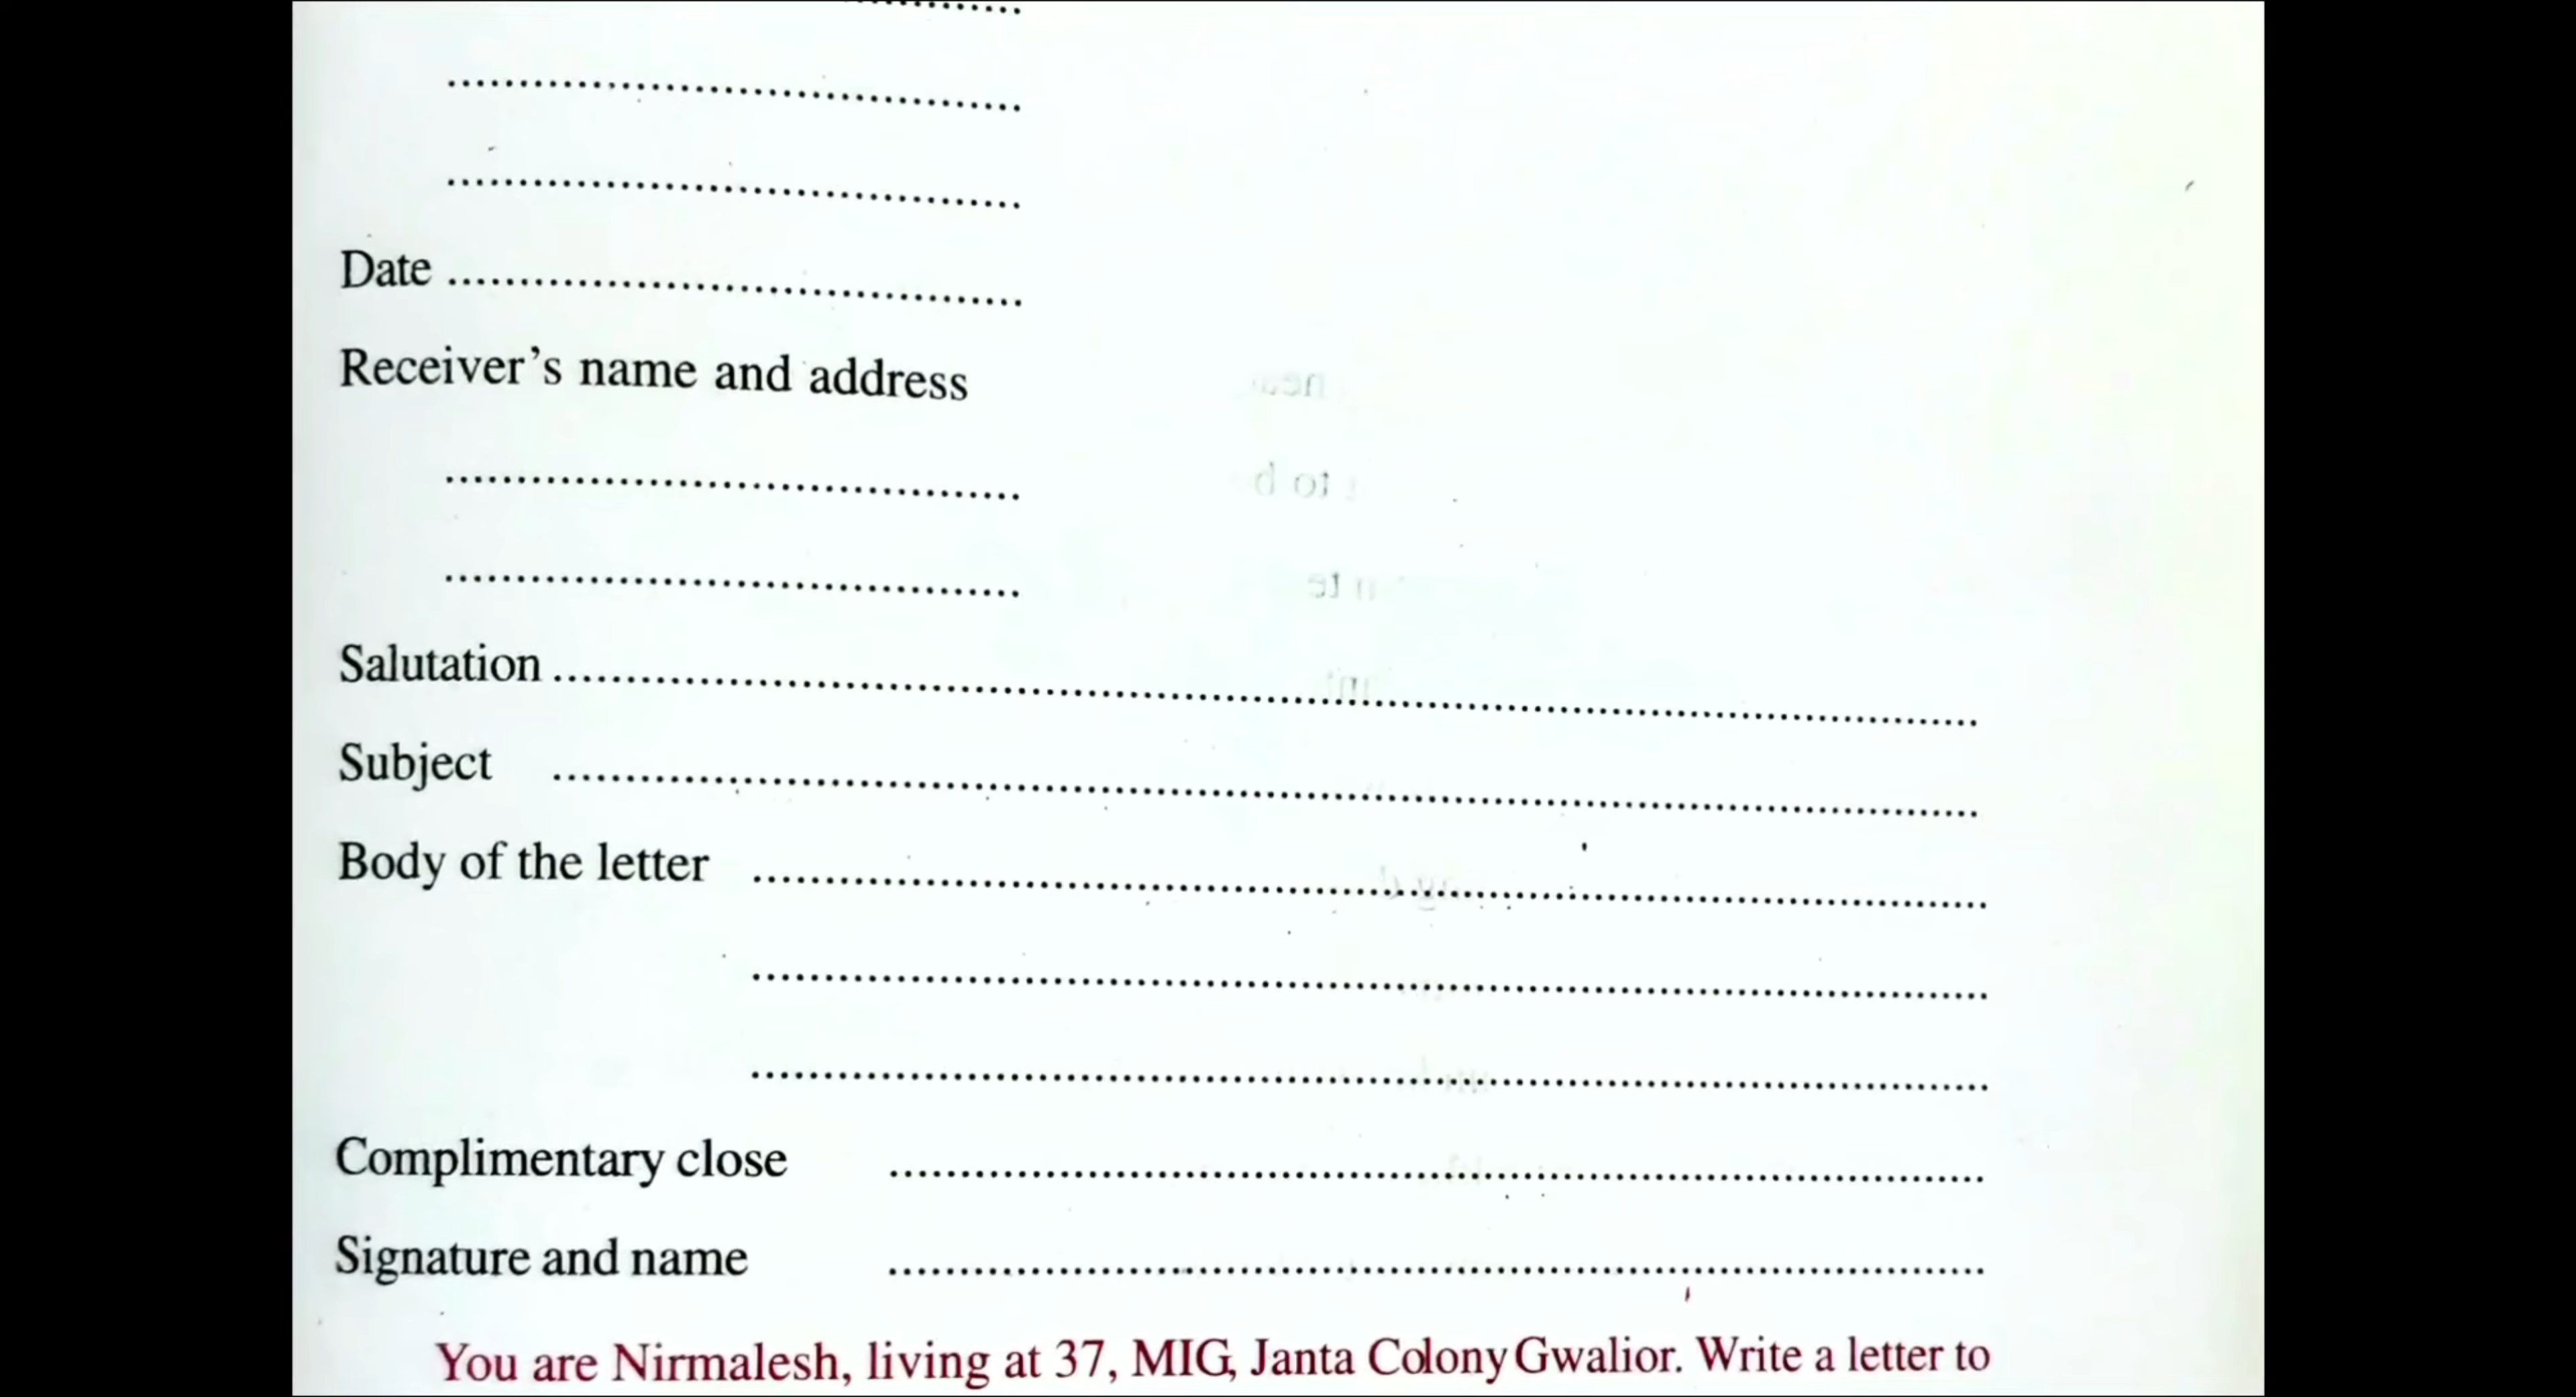 ........................................
........................................
........................................
Date ........................................
Receiver's name and address
........................................
........................................
Salutation ....................................................................................................
Subject ....................................................................................................
Body of the letter ......................................................................................
......................................................................................
......................................................................................
Complimentary close ............................................................................
Signature and name ............................................................................
You are Nirmalesh, living at 37, MIG, Janta Colony Gwalior. Write a letter to